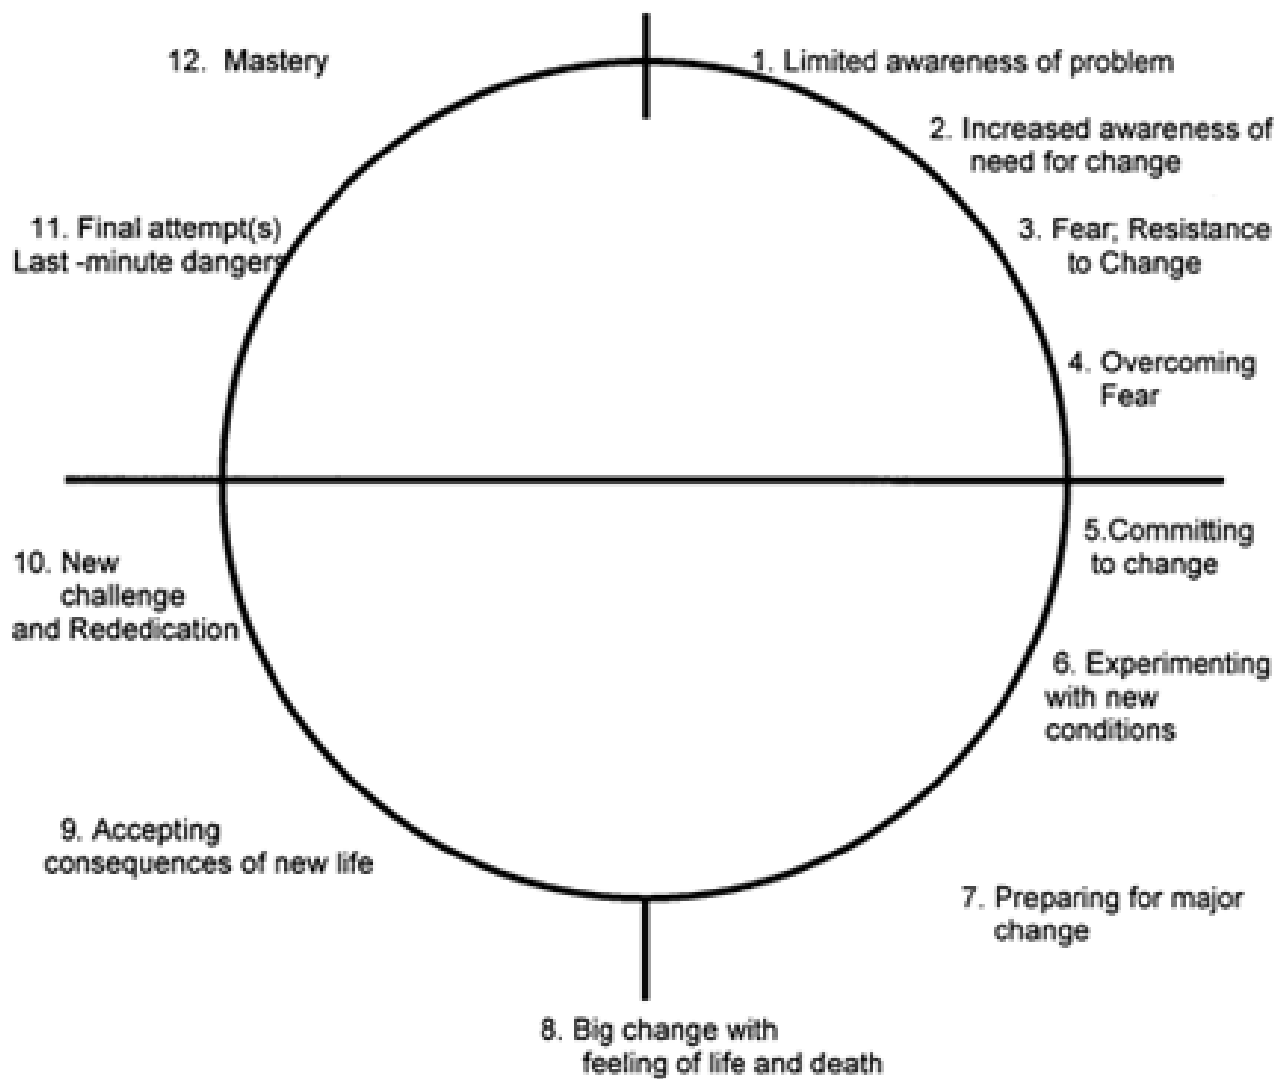 12. Mastery
1. Limited awareness of problem
2. Increased awareness of
need for change
3. Fear; Resistance
to Change
4. Overcoming
Fear
5.Committing
to change
6. Experimenting
with new
conditions
7. Preparing for major
change
8. Big change with
feeling of life and death
9. Accepting
consequences of new life
10. New
challenge
and Rededication
11. Final attempt(s)
Last -minute dangers